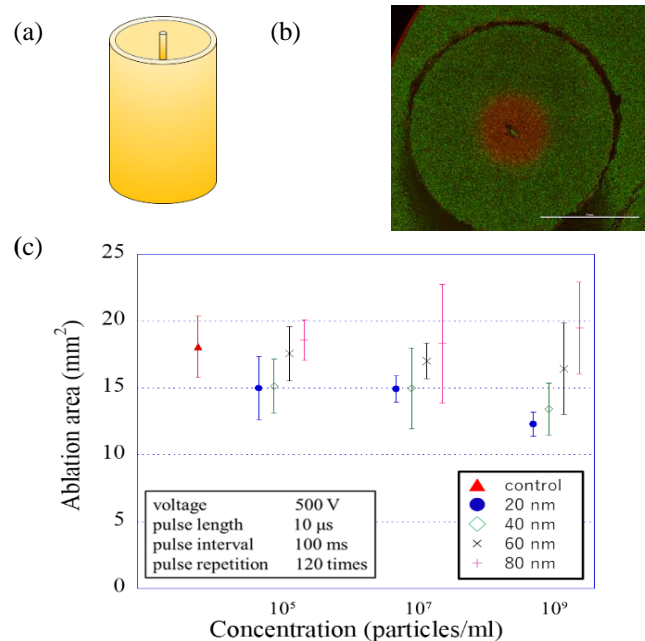 (a)
(b)
(c)
25
20
15
10
5
0
Ablation area (mm²)
voltage 500 V
pulse length 10 μs
pulse interval 100 ms
pulse repetition 120 times
control
20 nm
40 nm
60 nm
80 nm
10⁵ 10⁷ 10⁹
Concentration (particles/ml)